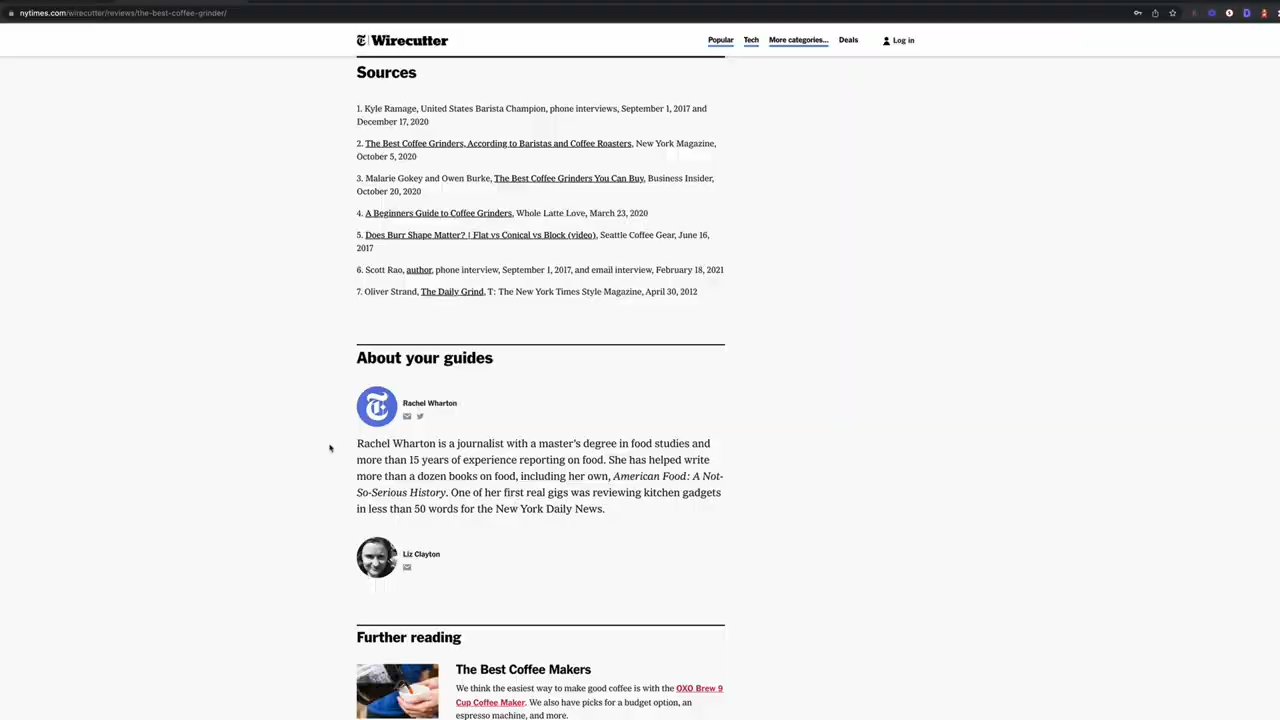 nytimes.com/wirecutter/reviews/the-best-coffee-grinder/
Wirecutter
Popular Tech More categories... Deals Log in
Sources
1. Kyle Ramage, United States Barista Champion, phone interviews, September 1, 2017 and
December 17, 2020
2. The Best Coffee Grinders, According to Baristas and Coffee Roasters, New York Magazine,
October 5, 2020
3. Malarie Gokey and Owen Burke, The Best Coffee Grinders You Can Buy, Business Insider,
October 20, 2020
4. A Beginners Guide to Coffee Grinders, Whole Latte Love, March 23, 2020
5. Does Burr Shape Matter? | Flat vs Conical vs Block (video), Seattle Coffee Gear, June 16,
2017
6. Scott Rao, author, phone interview, September 1, 2017, and email interview, February 18, 2021
7. Oliver Strand, The Daily Grind, T: The New York Times Style Magazine, April 30, 2012
About your guides
Rachel Wharton
Rachel Wharton is a journalist with a master's degree in food studies and
more than 15 years of experience reporting on food. She has helped write
more than a dozen books on food, including her own, American Food: A Not-
So-Serious History. One of her first real gigs was reviewing kitchen gadgets
in less than 50 words for the New York Daily News.
Liz Clayton
Further reading
The Best Coffee Makers
We think the easiest way to make good coffee is with the OXO Brew 9
Cup Coffee Maker. We also have picks for a budget option, an
espresso machine, and more.